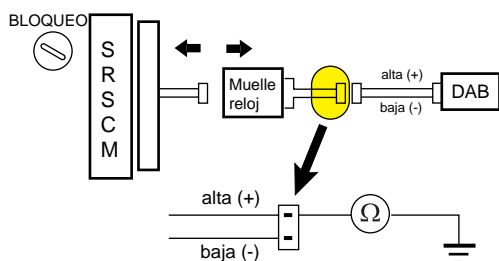 BLOQUEO
S
R
S
C
M
Muelle
reloj
alta (+)
baja (-)
DAB
alta (+)
baja (-)
Ω